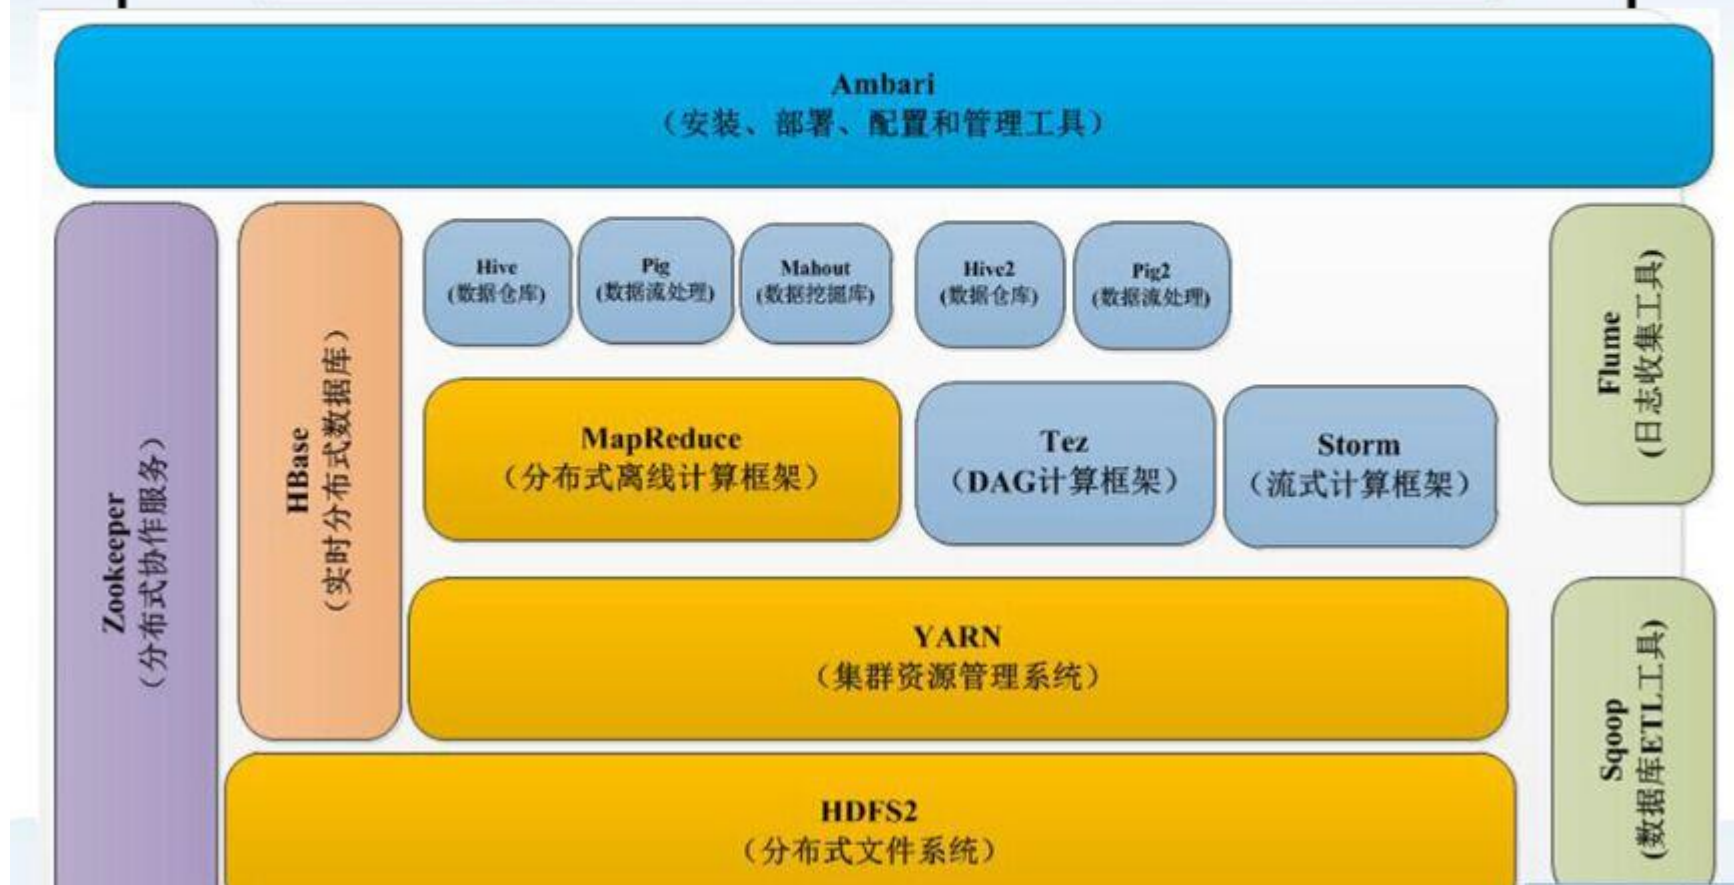 Ambari
（安装、部署、配置和管理工具）
Zookeeper
（分布式协作服务）
HBase
（实时分布式数据库）
Hive
(数据仓库)
Pig
(数据流处理)
Mahout
(数据挖掘库)
Hive2
(数据仓库)
Pig2
(数据流处理)
MapReduce
（分布式离线计算框架）
Tez
（DAG计算框架）
Storm
（流式计算框架）
YARN
（集群资源管理系统）
HDFS2
（分布式文件系统）
Flume
(日志收集工具)
Sqoop
(数据库ETL工具)